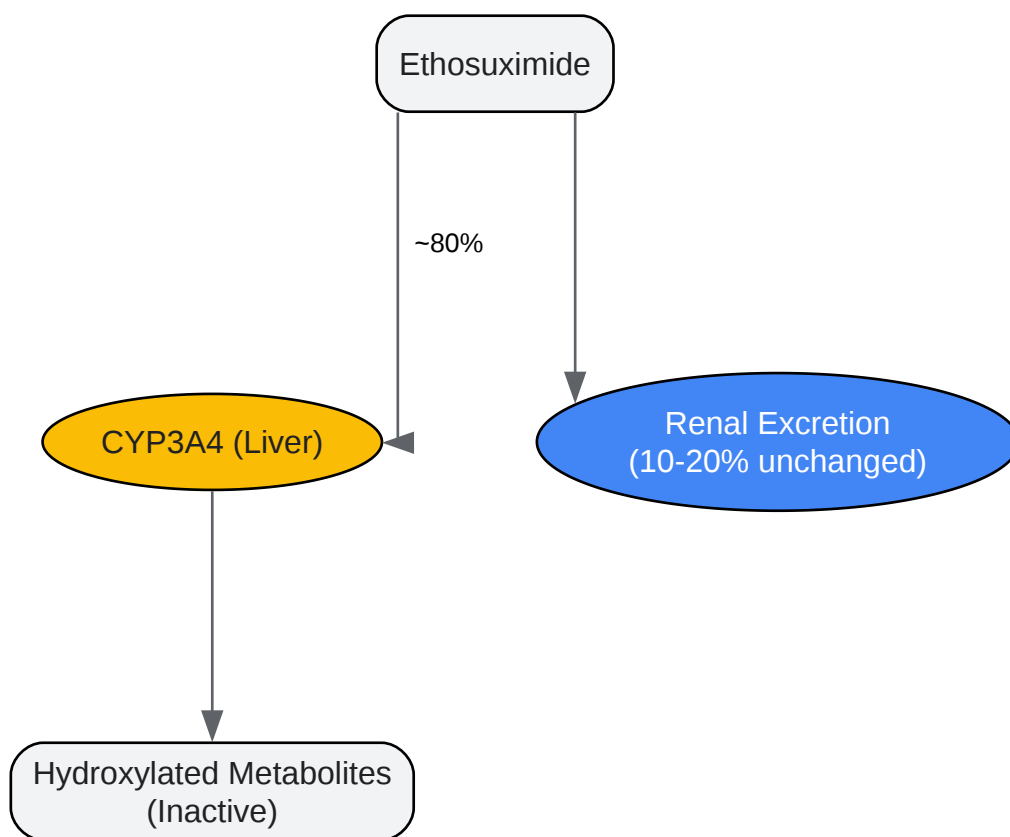 Ethosuximide
~80%
CYP3A4 (Liver)
Renal Excretion
(10-20% unchanged)
Hydroxylated Metabolites
(Inactive)